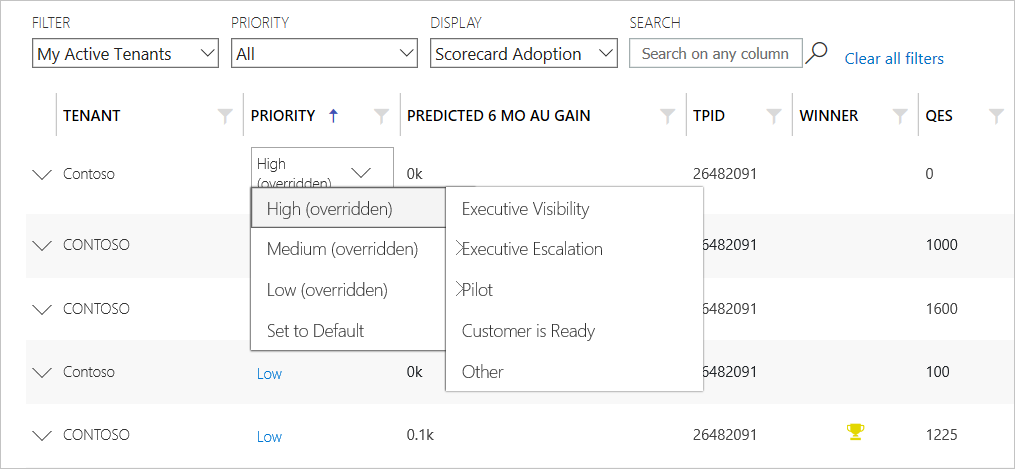 FILTER PRIORITY DISPLAY SEARCH
My Active Tenants All Scorecard Adoption Search on any column Clear all filters
TENANT PRIORITY PREDICTED 6 MO AU GAIN TPID WINNER QES
Contoso High (overridden) 0k 26482091 0
High (overridden) Executive Visibility
CONTOSO Medium (overridden) Executive Escalation 6482091 1000
Low (overridden) Pilot
CONTOSO 6482091 1600
Set to Default Customer is Ready
Contoso Low 0k Other 6482091 100
CONTOSO Low 0.1k 26482091 1225